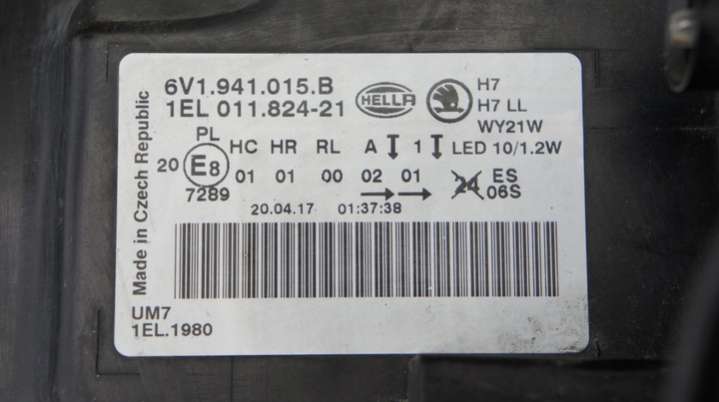 6V1.941.015.B
1EL 011.824-21
HELLA
H7
H7 LL
WY21W
LED 10/1.2W
PL
HC HR RL A 1
20 E8 01 01 00 02 01 24 ES
7289 06S
20.04.17 01:37:38
Made in Czech Republic
UM7
1EL.1980